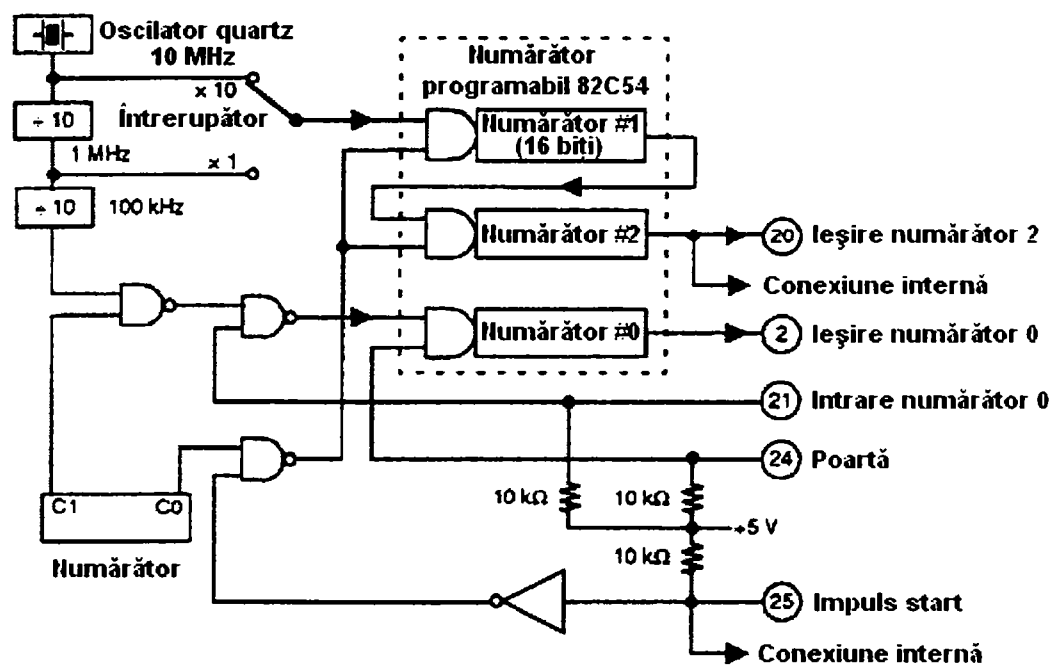 Oscilator quartz
10 MHz
Numărător
programabil 82C54
x 10
÷ 10
Întrerupător
Numărător #1
(16 biți)
1 MHz
x 1
÷ 10
100 kHz
Numărător #2
20
Ieşire numărător 2
Conexiune internă
Numărător #0
2
Ieşire numărător 0
21
Intrare numărător 0
24
Poartă
10 kΩ
10 kΩ
+5 V
C1
C0
10 kΩ
Numărător
25
Impuls start
Conexiune internă